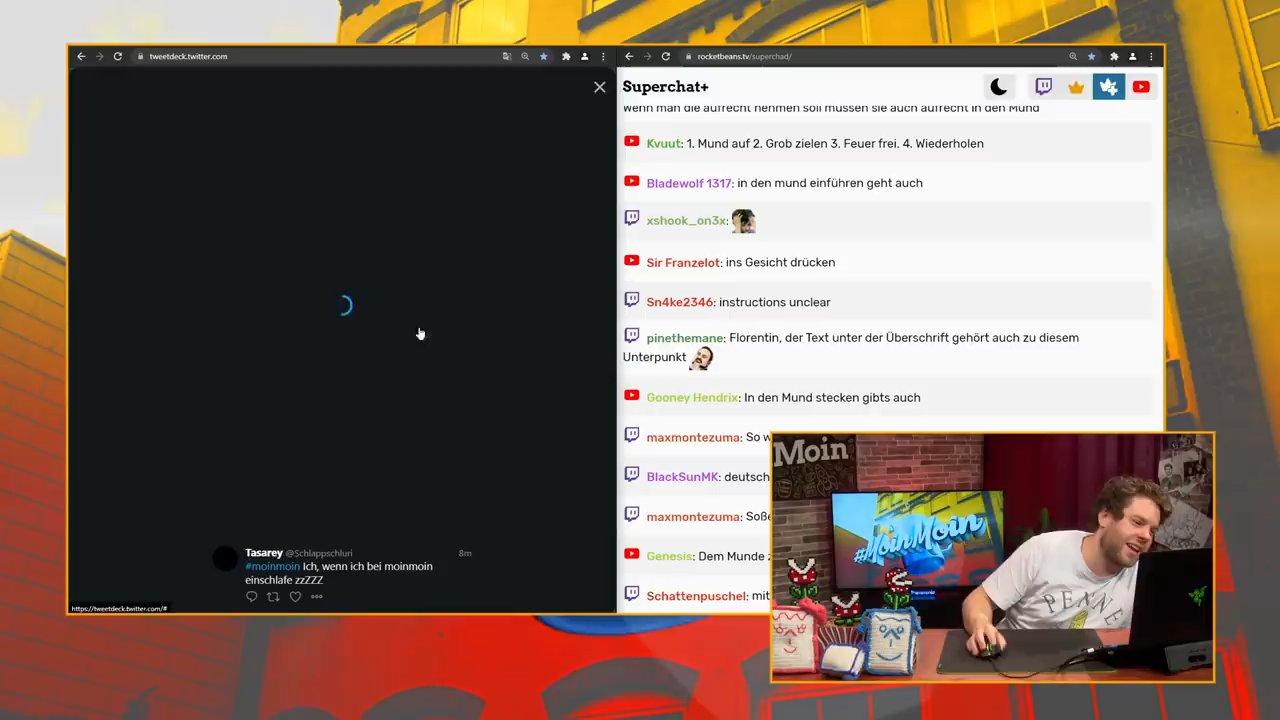 tweetdeck.twitter.com
rocketbeans.tv/superchad/
Superchat+
wenn man die aufrecht nehmen soll müssen sie auch aufrecht in den Mund
Kvuut: 1. Mund auf 2. Grob zielen 3. Feuer frei. 4. Wiederholen
Bladewolf 1317: in den mund einführen geht auch
xshook_on3x:
Sir Franzelot: ins Gesicht drücken
Sn4ke2346: instructions unclear
pinethemane: Florentin, der Text unter der Überschrift gehört auch zu diesem
Unterpunkt
Gooney Hendrix: In den Mund stecken gibts auch
maxmontezuma: So w
BlackSunMK: deutsch
maxmontezuma: Soße
Genesis: Dem Munde
Schattenpuschel: mit
Tasarey @Schlappschluri 8m
#moinmoin Ich, wenn ich bei moinmoin
einschlafe zzZZZ
https://tweetdeck.twitter.com/#
Moin
#MoinMoin
PEANE